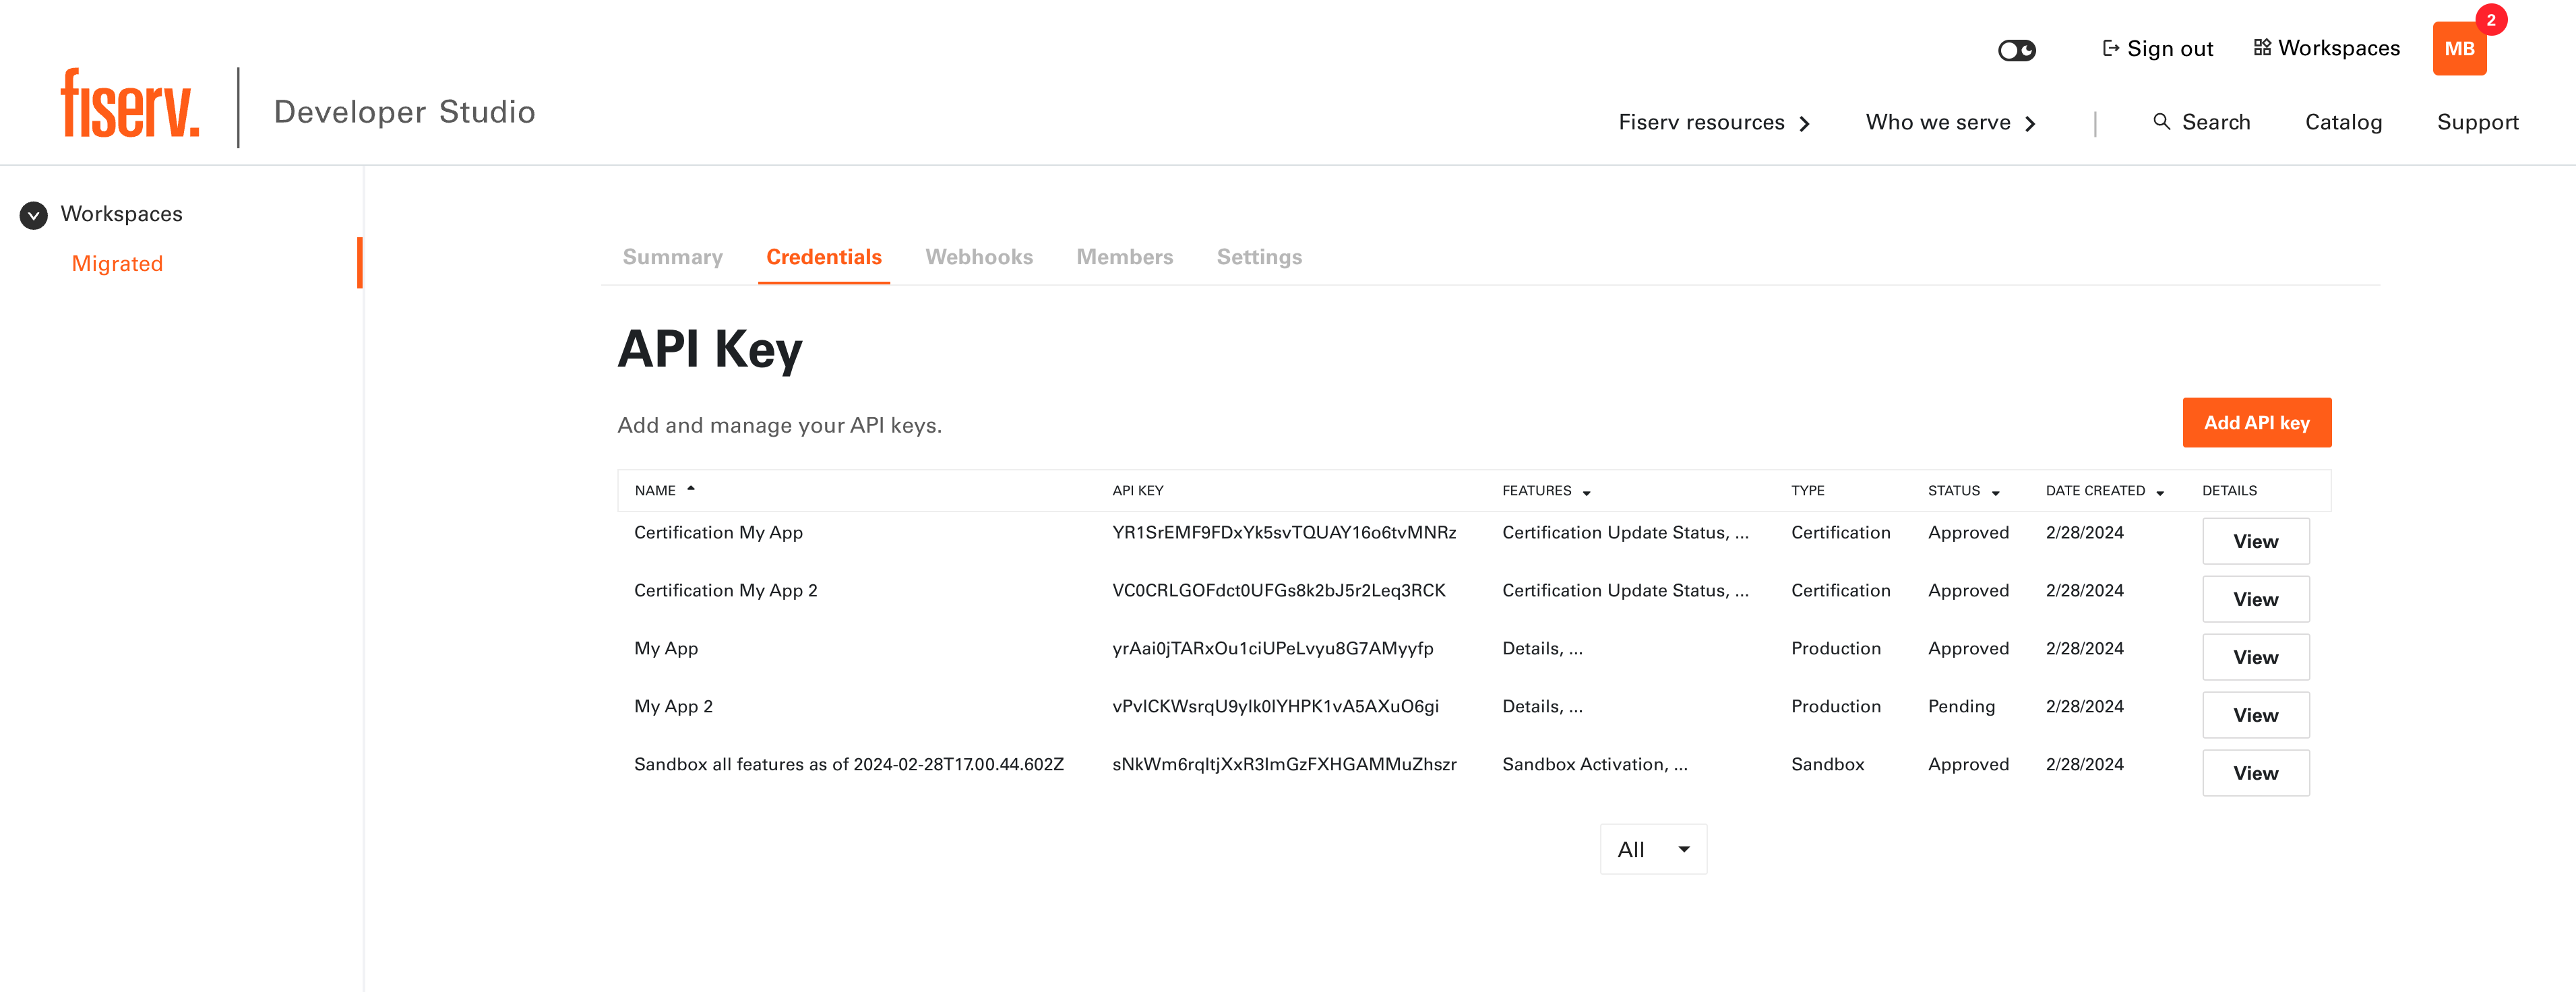 2
Sign out Workspaces MB
fiserv. Developer Studio
Fiserv resources Who we serve Search Catalog Support
Workspaces
Migrated
Summary Credentials Webhooks Members Settings
API Key
Add and manage your API keys.
Add API key
NAME API KEY FEATURES TYPE STATUS DATE CREATED DETAILS
Certification My App YR1SrEMF9FDxYk5svTQUAY16o6tvMNRz Certification Update Status, ... Certification Approved 2/28/2024 View
Certification My App 2 VC0CRLGOFdct0UFGs8k2bJ5r2Leq3RCK Certification Update Status, ... Certification Approved 2/28/2024 View
My App yrAai0jTARxOu1ciUPeLvyu8G7AMyyfp Details, ... Production Approved 2/28/2024 View
My App 2 vPvlCKWsrqU9ylk0IYHPK1vA5AXuO6gi Details, ... Production Pending 2/28/2024 View
Sandbox all features as of 2024-02-28T17.00.44.602Z sNkWm6rqItjXxR3ImGzFXHGAMMuZhszr Sandbox Activation, ... Sandbox Approved 2/28/2024 View
All